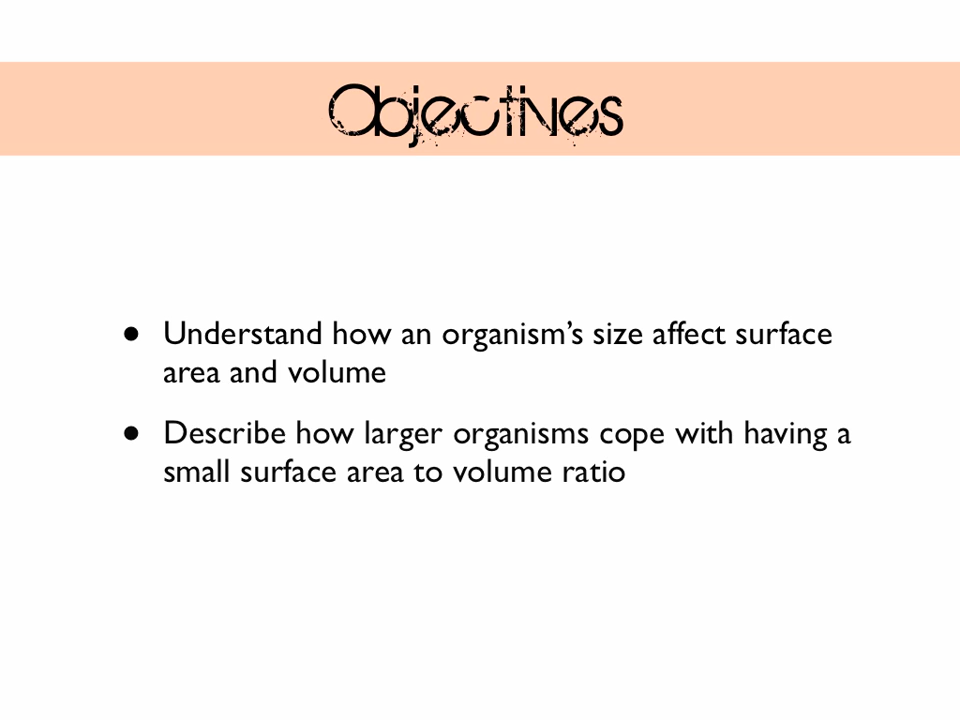 Objectives
• Understand how an organism’s size affect surface
area and volume
• Describe how larger organisms cope with having a
small surface area to volume ratio